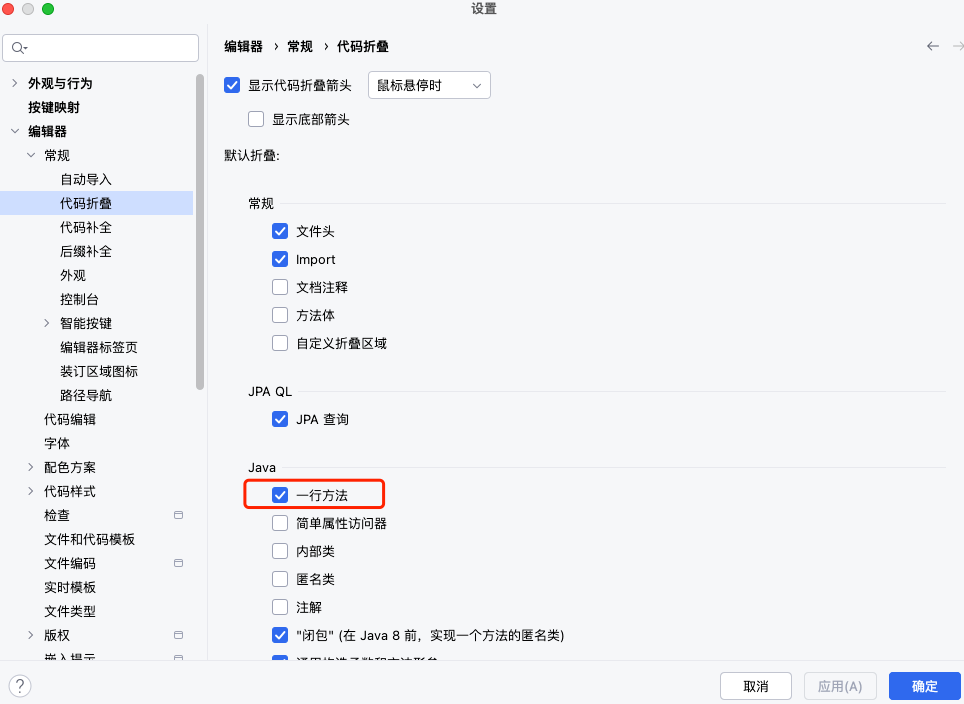 设置
外观与行为
按键映射
编辑器
常规
自动导入
代码折叠
代码补全
后缀补全
外观
控制台
智能按键
编辑器标签页
装订区域图标
路径导航
代码编辑
字体
配色方案
代码样式
检查
文件和代码模板
文件编码
实时模板
文件类型
版权
编辑器 › 常规 › 代码折叠
显示代码折叠箭头 鼠标悬停时
显示底部箭头
默认折叠:
常规
文件头
Import
文档注释
方法体
自定义折叠区域
JPA QL
JPA 查询
Java
一行方法
简单属性访问器
内部类
匿名类
注解
"闭包" (在 Java 8 前，实现一个方法的匿名类)
?
取消 应用(A) 确定